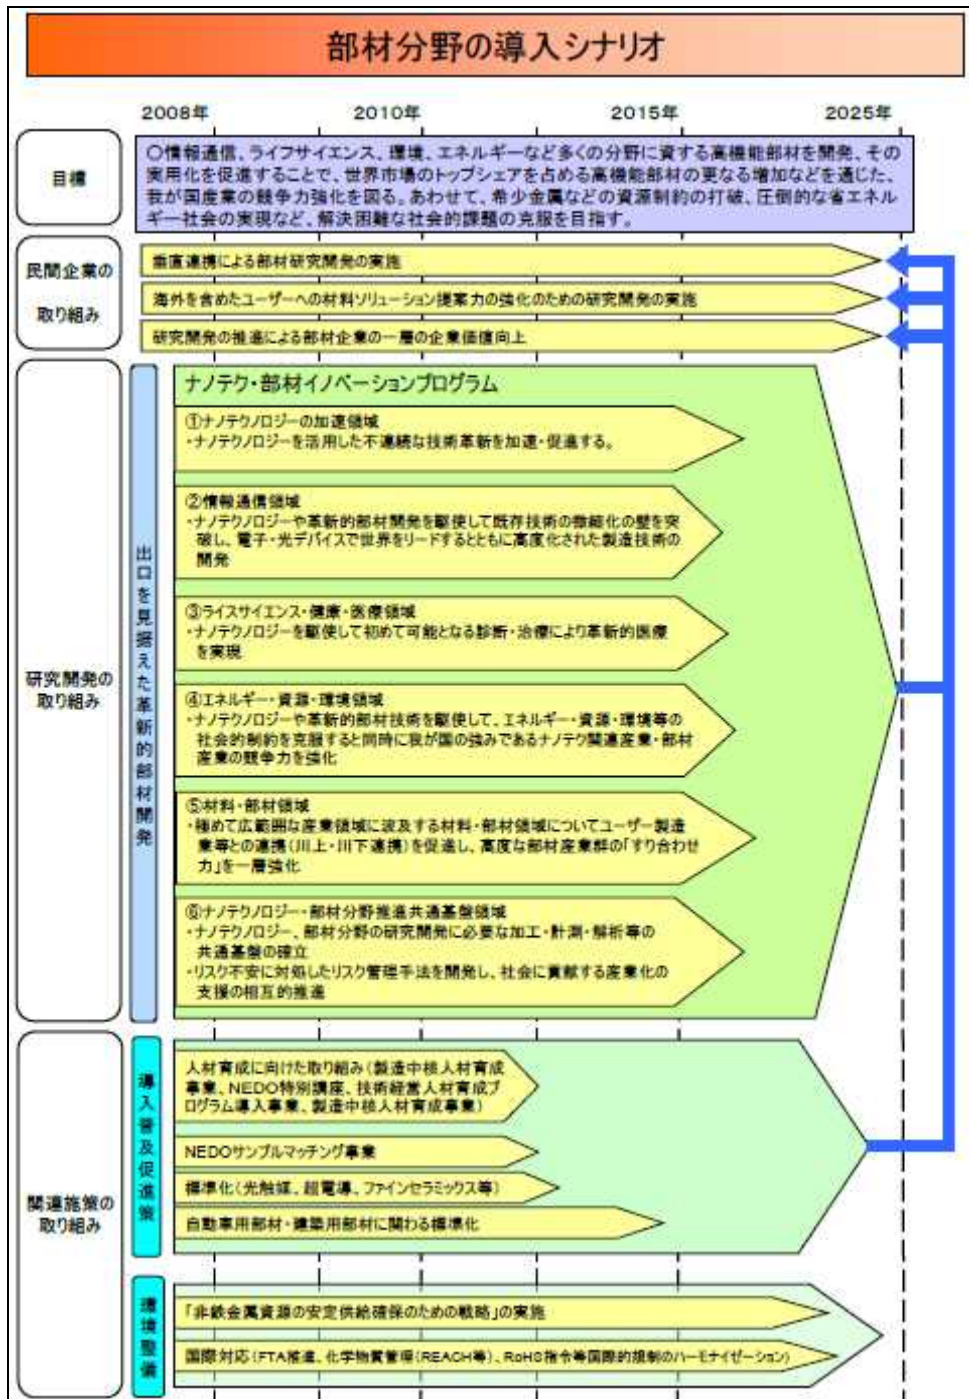 部材分野の導入シナリオ
2008年
2010年
2015年
2025年
目標
〇情報通信、ライフサイエンス、環境、エネルギーなど多くの分野に資する高機能部材を開発、その
実用化を促進することで、世界市場のトップシェアを占める高機能部材の更なる増加などを通じた、
我が国産業の競争力強化を図る。あわせて、希少金属などの資源制約の打破、圧倒的な省エネル
ギー社会の実現など、解決困難な社会的課題の克服を目指す。
民間企業の
取り組み
垂直連携による部材研究開発の実施
海外を含めたユーザーへの材料ソリューション提案力の強化のための研究開発の実施
研究開発の推進による部材企業の一層の企業価値向上
研究開発の
取り組み
出口を見据えた革新的部材開発
ナノテク・部材イノベーションプログラム
①ナノテクノロジーの加速領域
・ナノテクノロジーを活用した不連続な技術革新を加速・促進する。
②情報通信領域
・ナノテクノロジーや革新的部材開発を駆使して既存技術の微細化の壁を突
破し、電子・光デバイスで世界をリードするとともに高度化された製造技術の
開発
③ライスサイエンス・健康・医療領域
・ナノテクノロジーを駆使して初めて可能となる診断・治療により革新的医療
を実現
④エネルギー・資源・環境領域
・ナノテクノロジーや革新的部材技術を駆使して、エネルギー・資源・環境等の
社会的制約を克服すると同時に我が国の強みであるナノテク関連産業・部材
産業の競争力を強化
⑤材料・部材領域
・極めて広範囲な産業領域に波及する材料・部材領域についてユーザー製造
業等との連携(川上・川下連携)を促進し、高度な部材産業群の「すり合わせ
力」を一層強化
⑥ナノテクノロジー・部材分野推進共通基盤領域
・ナノテクノロジー、部材分野の研究開発に必要な加工・計測・解析等の
共通基盤の確立
・リスク不安に対処したリスク管理手法を開発し、社会に貢献する産業化の
支援の相互的推進
関連施策の
取り組み
導入普及促進策
人材育成に向けた取り組み(製造中核人材育成
事業、NEDO特別講座、技術経営人材育成プ
ログラム導入事業、製造中核人材育成事業)
NEDOサンプルマッチング事業
標準化(光触媒、超電導、ファインセラミックス等)
自動車用部材・建築用部材に関わる標準化
環境整備
「非鉄金属資源の安定供給確保のための戦略」の実施
国際対応(FTA推進、化学物質管理(REACH等)、RoHS指令等国際的規制のハーモナイゼーション)